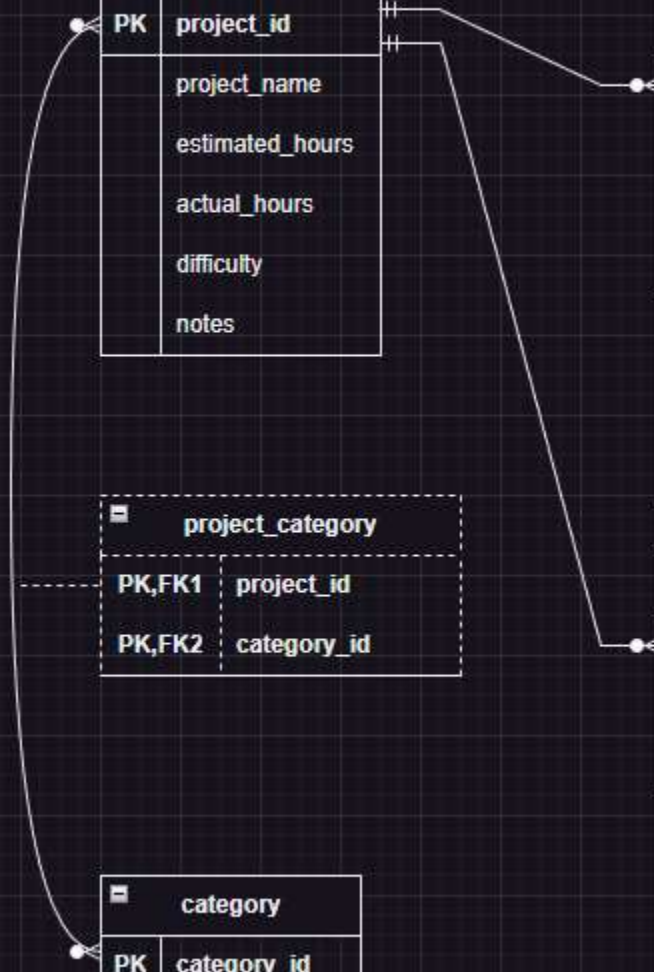 PK project_id
project_name
estimated_hours
actual_hours
difficulty
notes
project_category
PK,FK1 project_id
PK,FK2 category_id
category
PK category_id